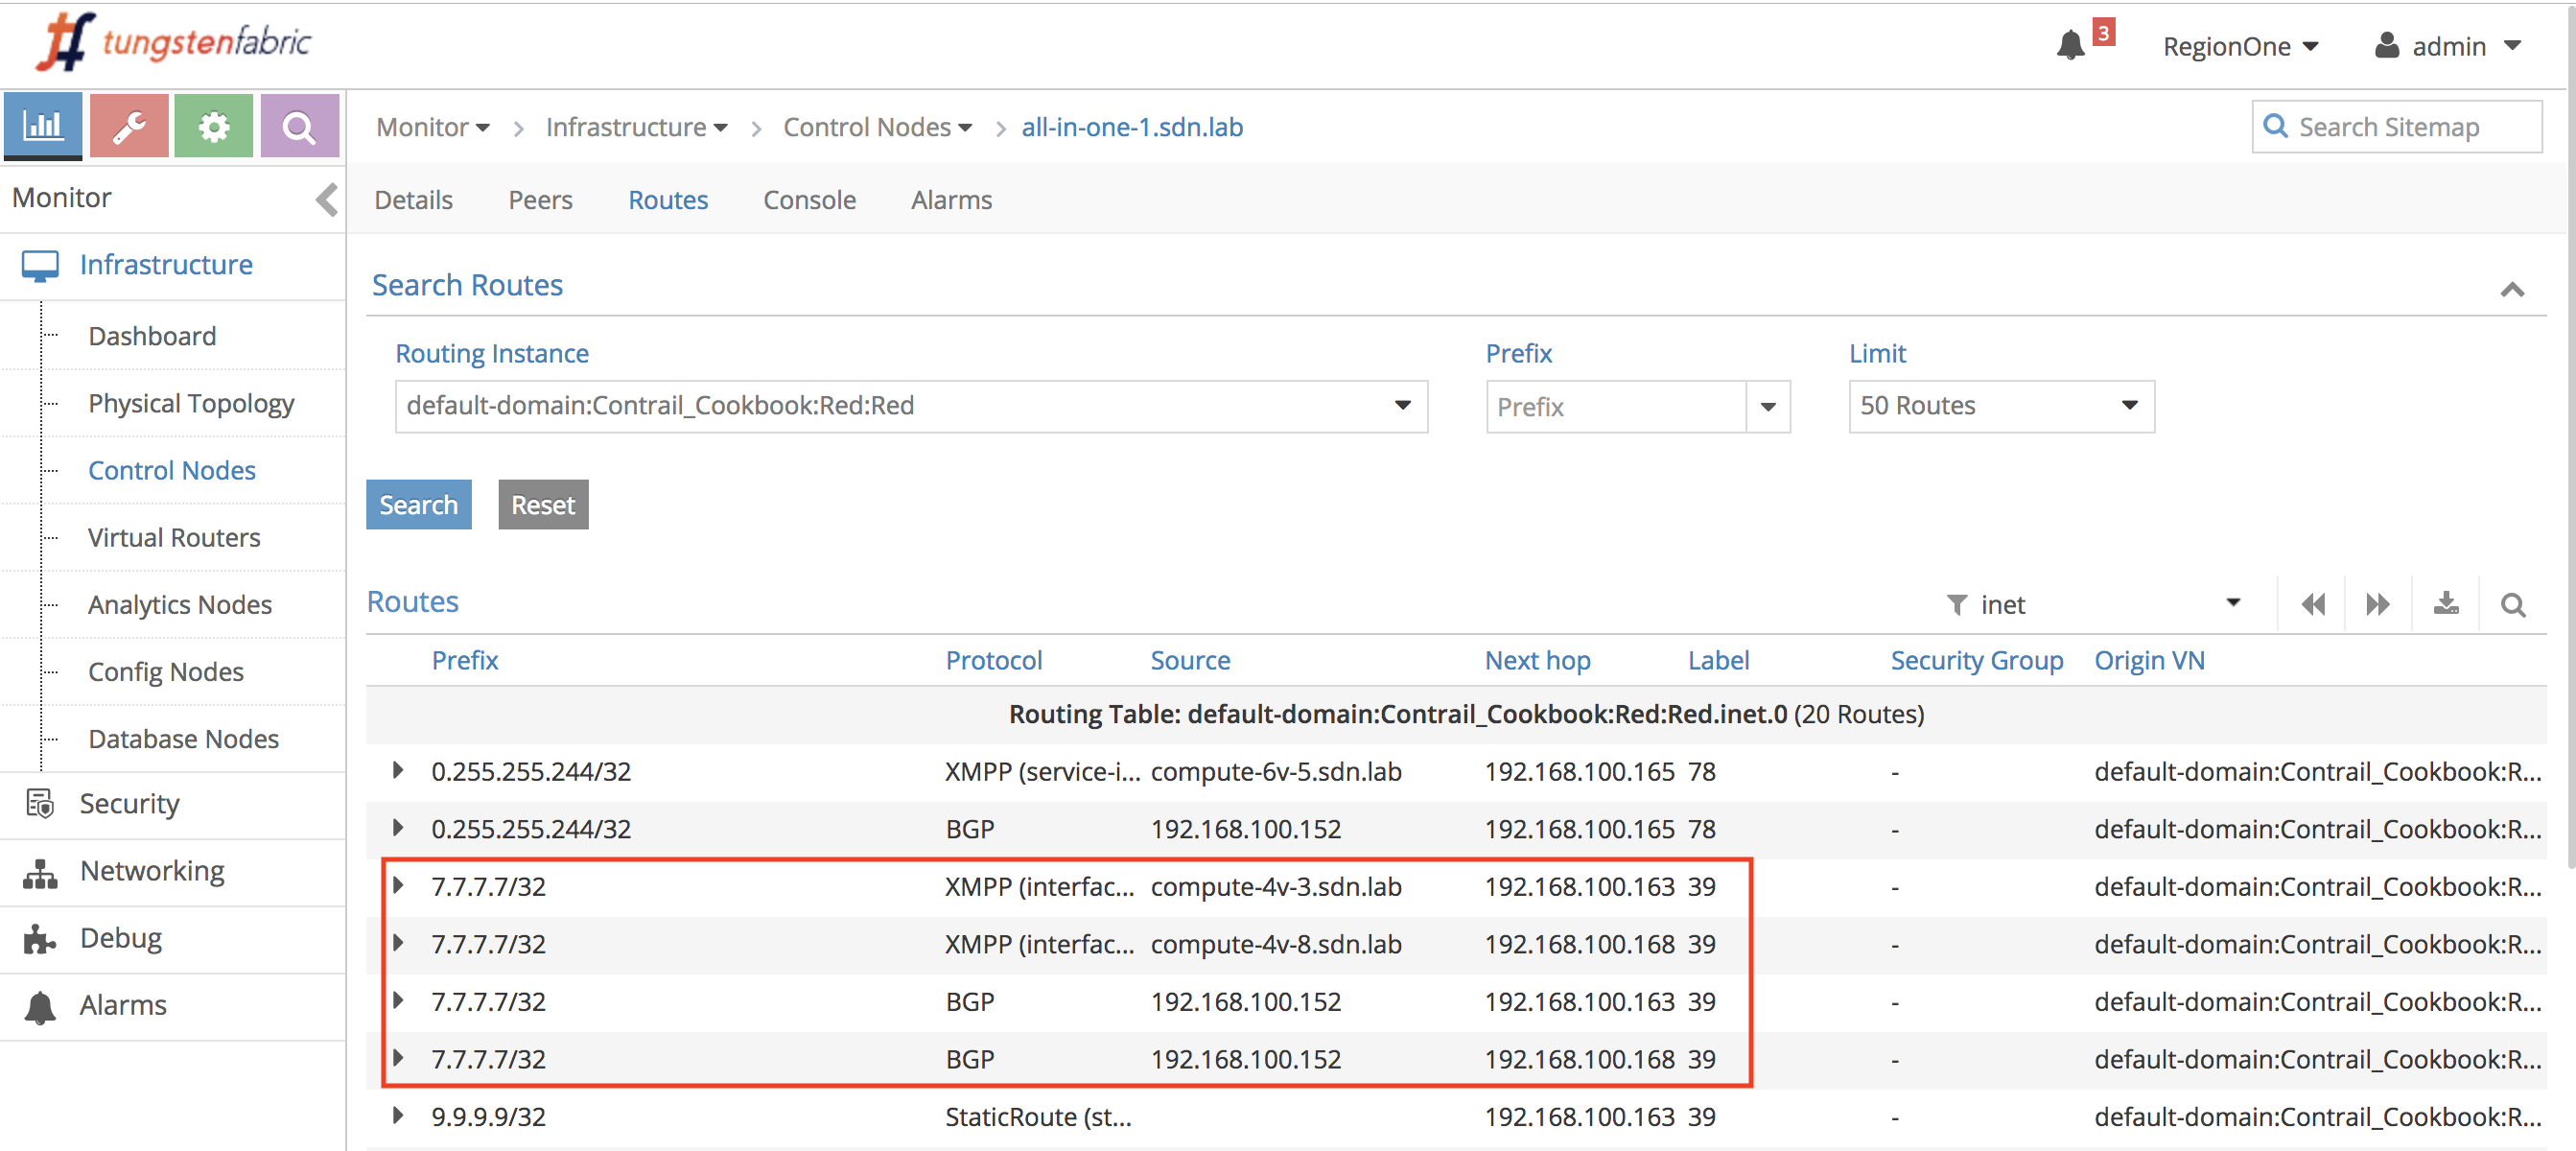 tungstenfabric
3
RegionOne
admin
Monitor
Infrastructure
Control Nodes
all-in-one-1.sdn.lab
Search Sitemap
Monitor
Details
Peers
Routes
Console
Alarms
Infrastructure
Dashboard
Physical Topology
Control Nodes
Virtual Routers
Analytics Nodes
Config Nodes
Database Nodes
Security
Networking
Debug
Alarms
Search Routes
Routing Instance
Prefix
Limit
default-domain:Contrail_Cookbook:Red:Red
Prefix
50 Routes
Search
Reset
Routes
inet
Prefix Protocol Source Next hop Label Security Group Origin VN
Routing Table: default-domain:Contrail_Cookbook:Red:Red.inet.0 (20 Routes)
0.255.255.244/32 XMPP (service-i... compute-6v-5.sdn.lab 192.168.100.165 78 - default-domain:Contrail_Cookbook:R...
0.255.255.244/32 BGP 192.168.100.152 192.168.100.165 78 - default-domain:Contrail_Cookbook:R...
7.7.7.7/32 XMPP (interfac... compute-4v-3.sdn.lab 192.168.100.163 39 - default-domain:Contrail_Cookbook:R...
7.7.7.7/32 XMPP (interfac... compute-4v-8.sdn.lab 192.168.100.168 39 - default-domain:Contrail_Cookbook:R...
7.7.7.7/32 BGP 192.168.100.152 192.168.100.163 39 - default-domain:Contrail_Cookbook:R...
7.7.7.7/32 BGP 192.168.100.152 192.168.100.168 39 - default-domain:Contrail_Cookbook:R...
9.9.9.9/32 StaticRoute (st... 192.168.100.163 39 - default-domain:Contrail_Cookbook:R...